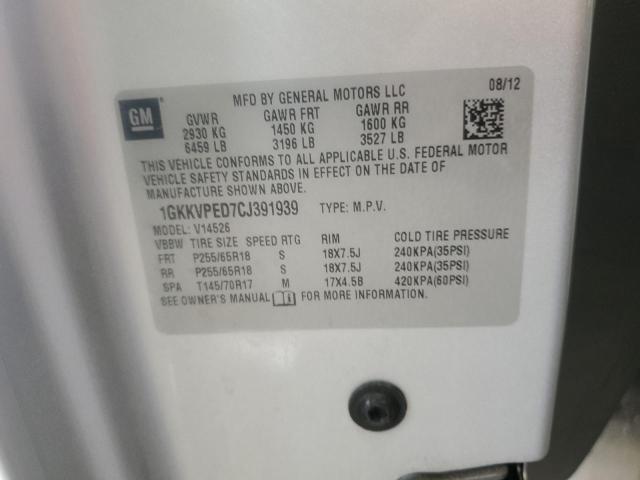 MFD BY GENERAL MOTORS LLC 08/12
GM
GVWR GAWR FRT GAWR RR
2930 KG 1450 KG 1600 KG
6459 LB 3196 LB 3527 LB
THIS VEHICLE CONFORMS TO ALL APPLICABLE U.S. FEDERAL MOTOR
VEHICLE SAFETY STANDARDS IN EFFECT ON THE DATE OF
MANUFACTURE SHOWN ABOVE.
1GKKVPED7CJ391939 TYPE: M.P.V.
MODEL: V14526
VBBW TIRE SIZE SPEED RTG RIM COLD TIRE PRESSURE
FRT P255/65R18 S 18X7.5J 240KPA(35PSI)
RR P255/65R18 S 18X7.5J 240KPA(35PSI)
SPA T145/70R17 M 17X4.5B 420KPA(60PSI)
SEE OWNER'S MANUAL FOR MORE INFORMATION.